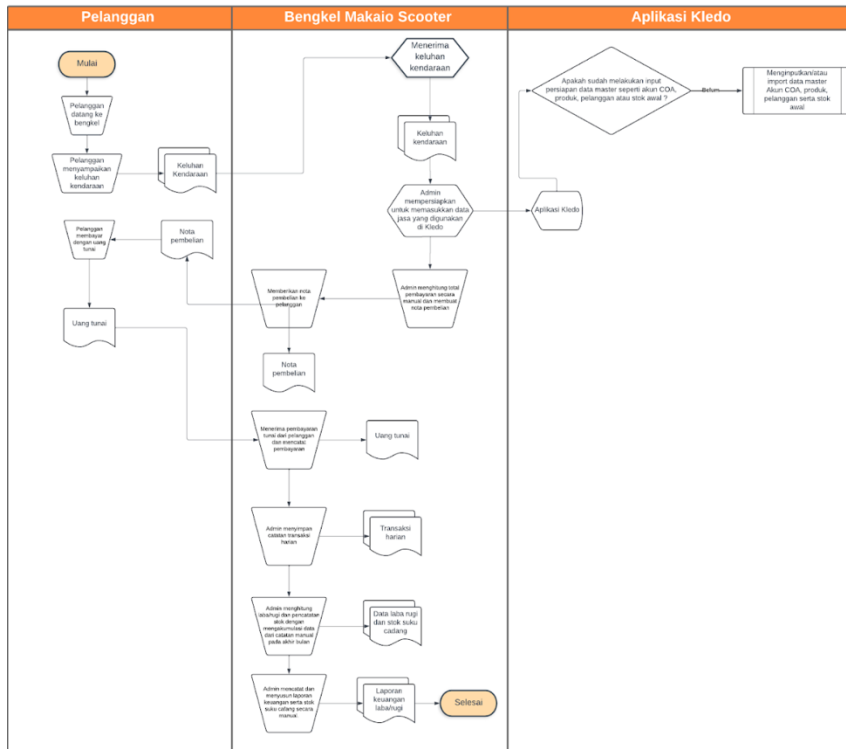 Pelanggan
Bengkel Makaio Scooter
Aplikasi Kledo
Mulai
Pelanggan
datang ke
bengkel
Pelanggan
menyampaikan
keluhan
kendaraan
Keluhan
Kendaraan
Menerima
keluhan
kendaraan
Keluhan
kendaraan
Admin
mempersiapkan
untuk memasukkan data
jasa yang digunakan
di Kledo
Aplikasi Kledo
Apakah sudah melakukan input
persiapan data master seperti akun COA,
produk, pelanggan atau stok awal ?
Belum
Menginputkan/atau
import data master
Akun COA, produk,
pelanggan serta stok
awal
Admin menghitung total
pembayaran secara
manual dan membuat
nota pembelian
Memberikan nota
pembelian ke
pelanggan
Nota
pembelian
Nota
pembelian
Pelanggan
membayar
dengan uang
tunai
Uang tunai
Menerima pembayaran
tunai dari pelanggan
dan mencatat
pembayaran
Uang tunai
Admin menyimpan
catatan transaksi
harian
Transaksi
harian
Admin menghitung
laba/rugi dan pencatatan
stok dengan
mengakumulasi data
dari catatan manual
pada akhir bulan
Data laba rugi
dan stok suku
cadang
Admin mencatat dan
menyusun laporan
keuangan serta stok
suku cadang secara
manual
Laporan
keuangan
laba/rugi
Selesai